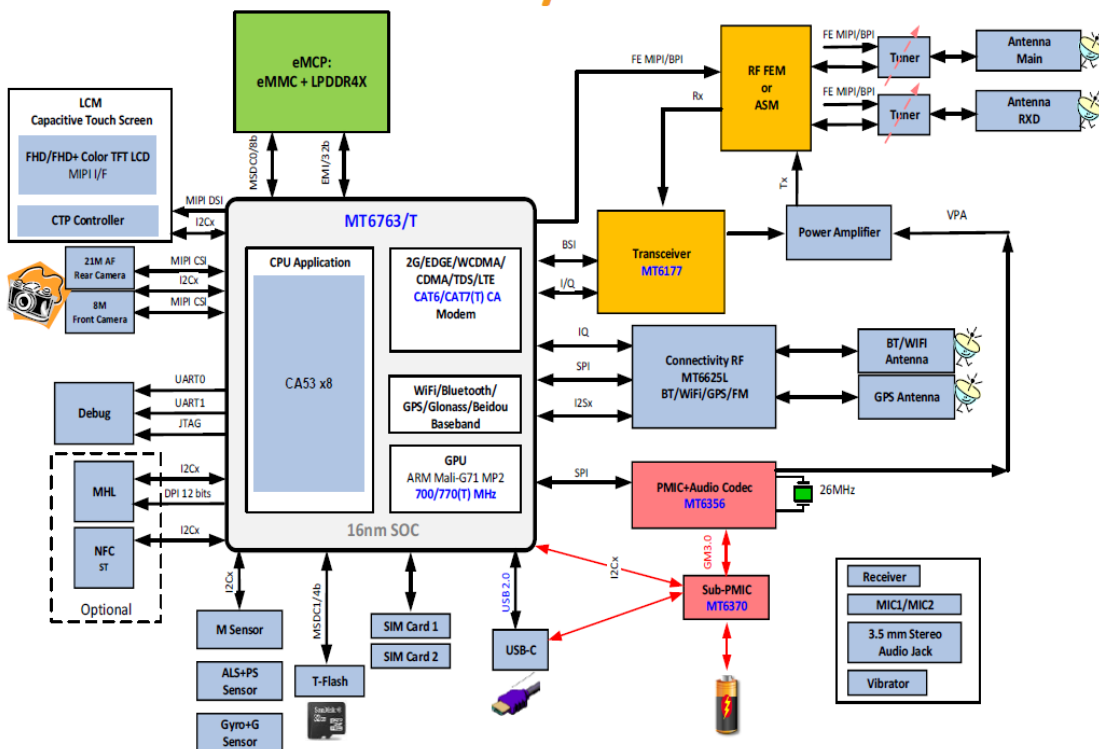 eMCP:
eMMC + LPDDR4X
MSDC0/8b
EMI/32b
LCM
Capacitive Touch Screen
FHD/FHD+ Color TFT LCD
MIPI I/F
CTP Controller
MIPI DSI
I2Cx
21M AF
Rear Camera
8M
Front Camera
MIPI CSI
I2Cx
MIPI CSI
Debug
UART0
UART1
JTAG
MHL
I2Cx
DPI 12 bits
NFC
ST
I2Cx
Optional
MT6763/T
CPU Application
CA53 x8
2G/EDGE/WCDMA/
CDMA/TDS/LTE
CAT6/CAT7(T) CA
Modem
WiFi/Bluetooth/
GPS/Glonass/Beidou
Baseband
GPU
ARM Mali-G71 MP2
700/770(T) MHz
16nm SOC
FE MIPI/BPI
Rx
RF FEM
or
ASM
FE MIPI/BPI
Tuner
Antenna
Main
FE MIPI/BPI
Tuner
Antenna
RXD
Tx
BSI
I/Q
Transceiver
MT6177
Power Amplifier
VPA
IQ
SPI
I2Sx
Connectivity RF
MT6625L
BT/WiFi/GPS/FM
BT/WIFI
Antenna
GPS Antenna
SPI
PMIC+Audio Codec
MT6356
26MHz
GM3.0
I2Cx
Sub-PMIC
MT6370
I2Cx
M Sensor
ALS+PS
Sensor
Gyro+G
Sensor
MSDC1/4b
T-Flash
SanDisk
SIM Card 1
SIM Card 2
USB 2.0
USB-C
Receiver
MIC1/MIC2
3.5 mm Stereo
Audio Jack
Vibrator